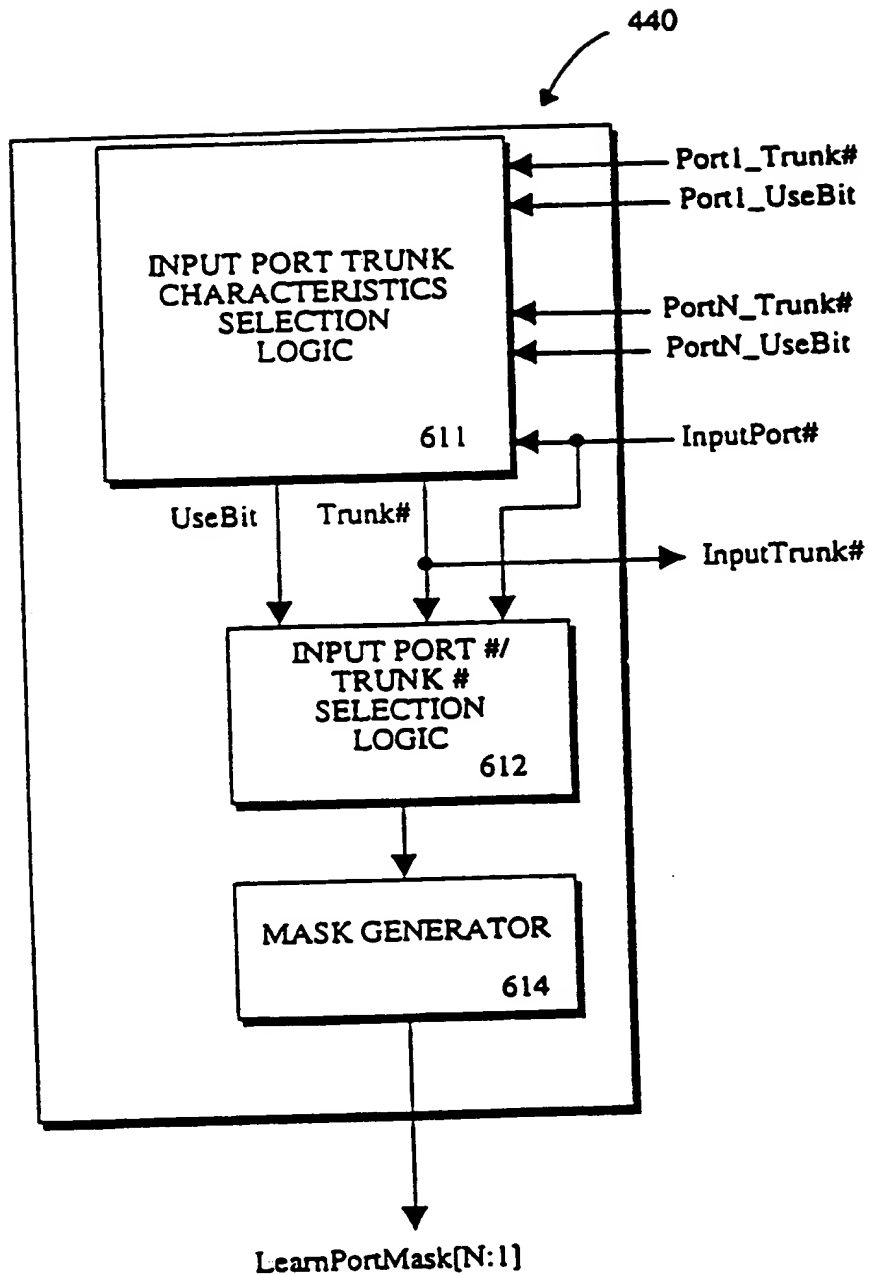 440
Port1_Trunk#
Port1_UseBit
INPUT PORT TRUNK
CHARACTERISTICS
SELECTION
LOGIC
PortN_Trunk#
PortN_UseBit
611
InputPort#
UseBit
Trunk#
InputTrunk#
INPUT PORT #/
TRUNK #
SELECTION
LOGIC
612
MASK GENERATOR
614
LearnPortMask[N:1]